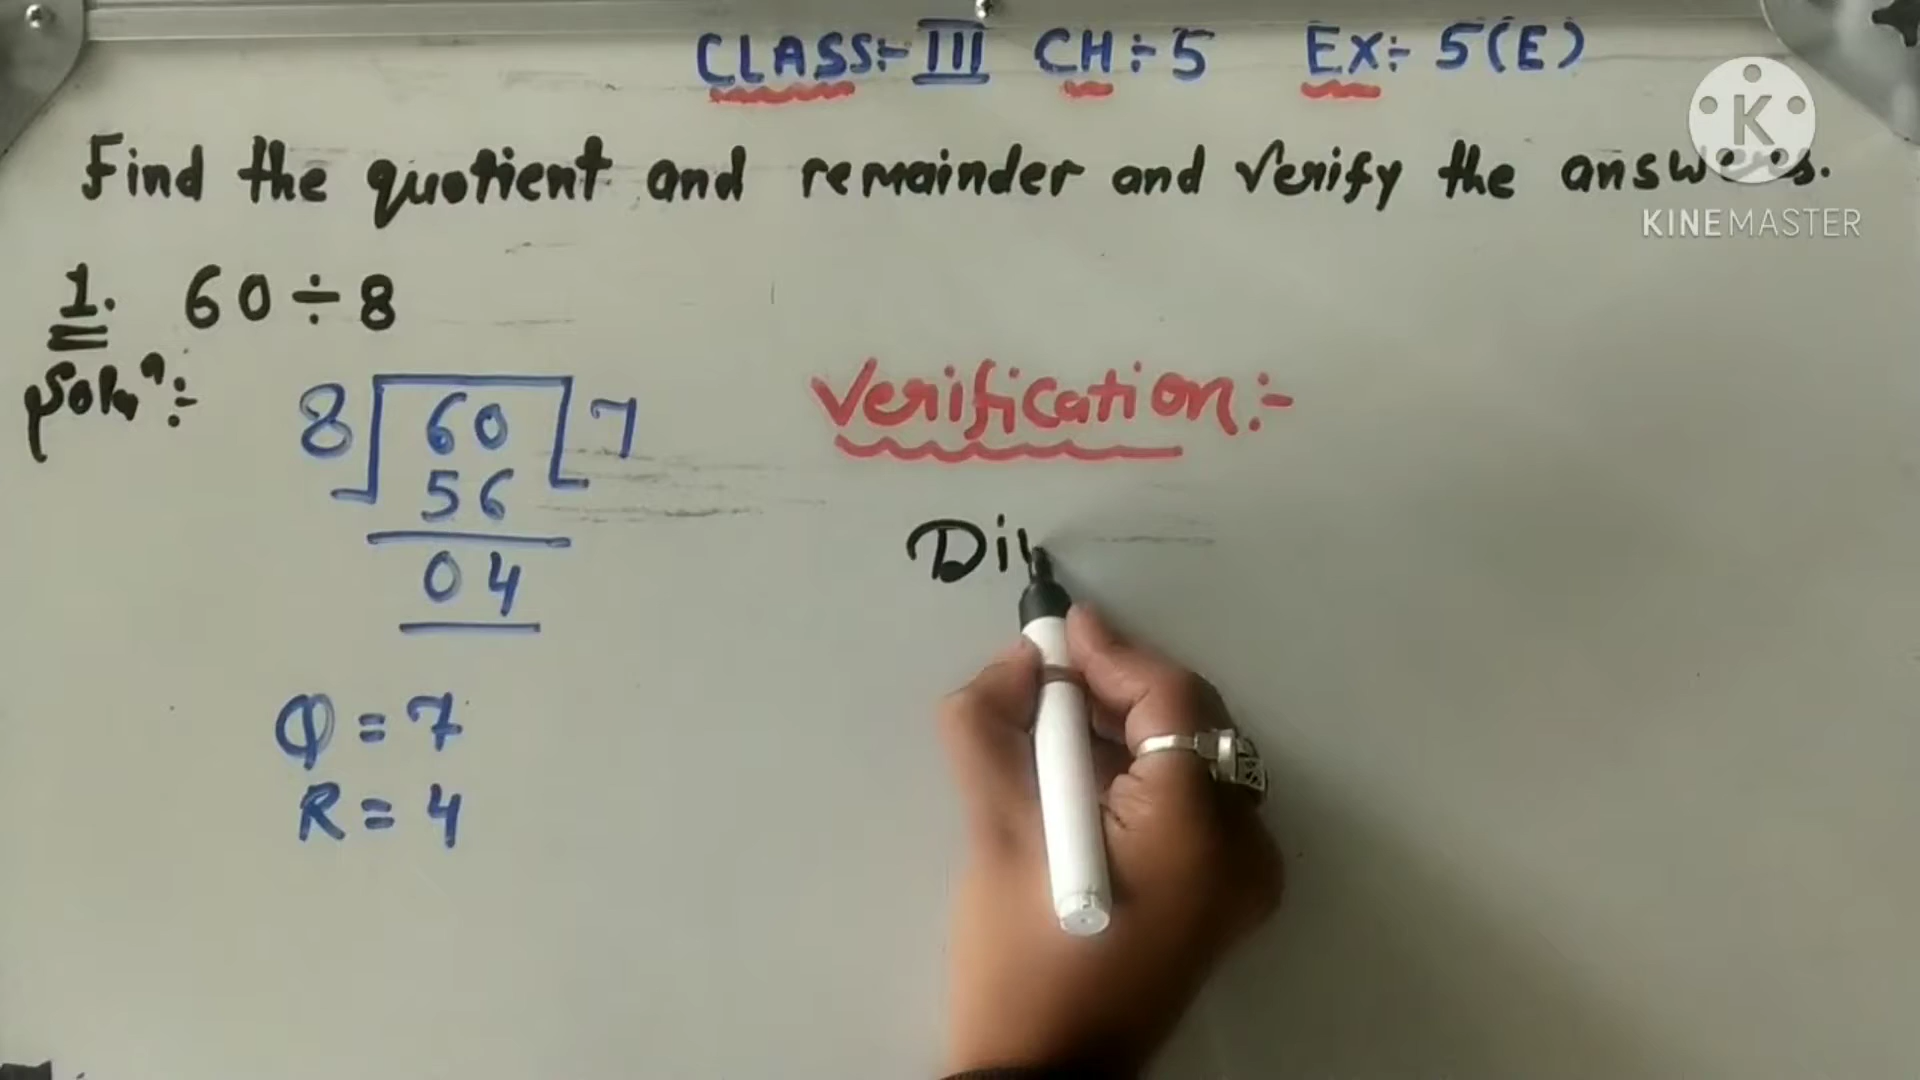 CLASS:- III CH÷5 EX÷ 5(E)
Find the quotient and remainder and verify the answers.
K
KINEMASTER
1. 60÷8
Solⁿ:-
8 60 7
56
04
Q = 7
R = 4
Verification:-
Div